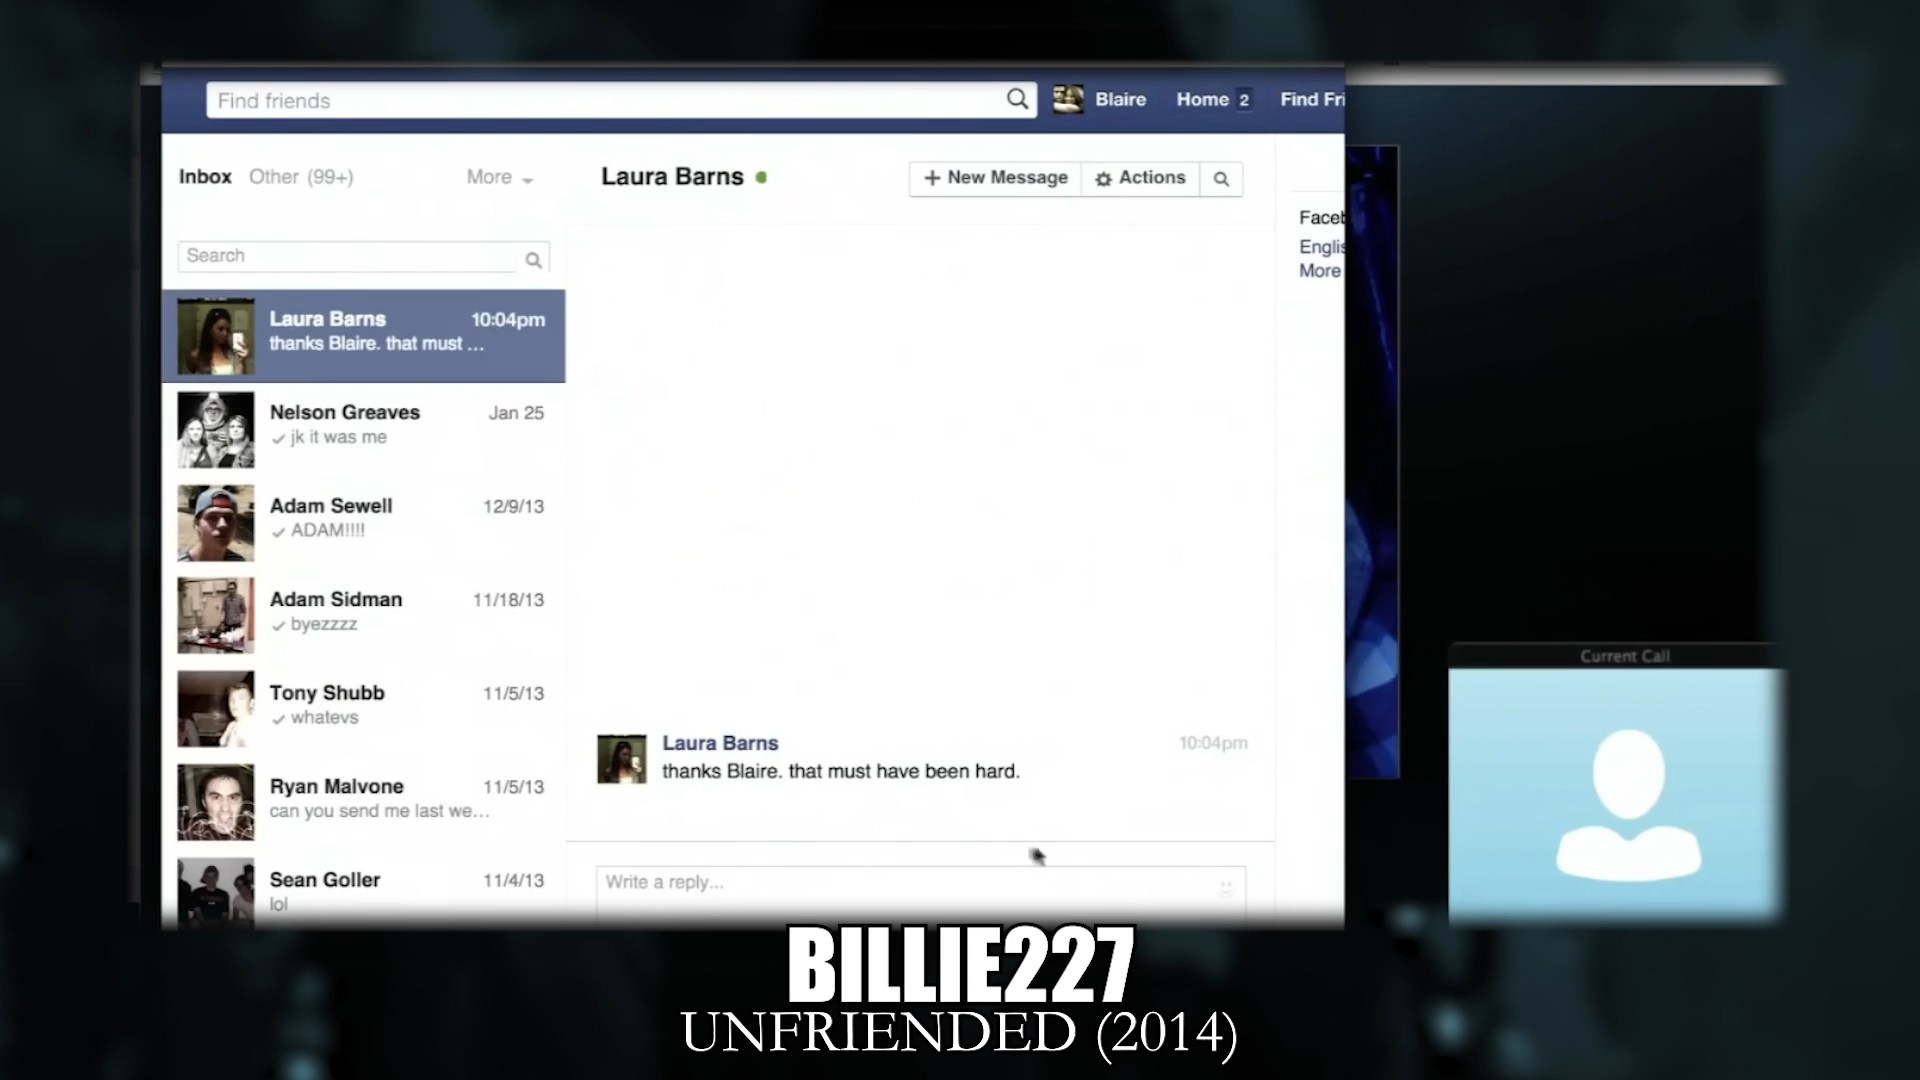 Find friends
Blaire
Home 2
Find Fri
Inbox Other (99+) More
Laura Barns
+ New Message
Actions
Search
Laura Barns 10:04pm
thanks Blaire. that must ...
Nelson Greaves Jan 25
✓ jk it was me
Adam Sewell 12/9/13
✓ ADAM!!!!
Adam Sidman 11/18/13
✓ byezzzz
Tony Shubb 11/5/13
✓ whatevs
Ryan Malvone 11/5/13
can you send me last we...
Sean Goller 11/4/13
lol
Laura Barns 10:04pm
thanks Blaire. that must have been hard.
Write a reply...
Faceb
Englis
More
Current Call
BILLIE227
UNFRIENDED (2014)